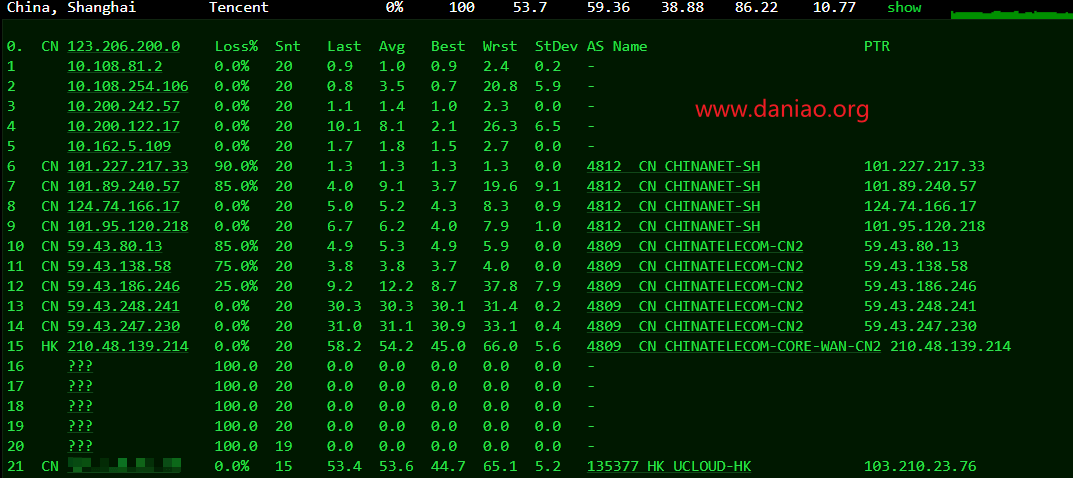 China, Shanghai Tencent 0% 100 53.7 59.36 38.88 86.22 10.77 show
0. CN 123.206.200.0 Loss% Snt Last Avg Best Wrst StDev AS Name PTR
1 10.108.81.2 0.0% 20 0.9 1.0 0.9 2.4 0.2 -
2 10.108.254.106 0.0% 20 0.8 3.5 0.7 20.8 5.9 -
3 10.200.242.57 0.0% 20 1.1 1.4 1.0 2.3 0.0 -
www.daniao.org
4 10.200.122.17 0.0% 20 10.1 8.1 2.1 26.3 6.5 -
5 10.162.5.109 0.0% 20 1.7 1.8 1.5 2.7 0.0 -
6 CN 101.227.217.33 90.0% 20 1.3 1.3 1.3 1.3 0.0 4812 CN CHINANET-SH 101.227.217.33
7 CN 101.89.240.57 85.0% 20 4.0 9.1 3.7 19.6 9.1 4812 CN CHINANET-SH 101.89.240.57
8 CN 124.74.166.17 0.0% 20 5.0 5.2 4.3 8.3 0.9 4812 CN CHINANET-SH 124.74.166.17
9 CN 101.95.120.218 0.0% 20 6.7 6.2 4.0 7.9 1.0 4812 CN CHINANET-SH 101.95.120.218
10 CN 59.43.80.13 85.0% 20 4.9 5.3 4.9 5.9 0.0 4809 CN CHINATELECOM-CN2 59.43.80.13
11 CN 59.43.138.58 75.0% 20 3.8 3.8 3.7 4.0 0.0 4809 CN CHINATELECOM-CN2 59.43.138.58
12 CN 59.43.186.246 25.0% 20 9.2 12.2 8.7 37.8 7.9 4809 CN CHINATELECOM-CN2 59.43.186.246
13 CN 59.43.248.241 0.0% 20 30.3 30.3 30.1 31.4 0.2 4809 CN CHINATELECOM-CN2 59.43.248.241
14 CN 59.43.247.230 0.0% 20 31.0 31.1 30.9 33.1 0.4 4809 CN CHINATELECOM-CN2 59.43.247.230
15 HK 210.48.139.214 0.0% 20 58.2 54.2 45.0 66.0 5.6 4809 CN CHINATELECOM-CORE-WAN-CN2 210.48.139.214
16 ??? 100.0 20 0.0 0.0 0.0 0.0 0.0 -
17 ??? 100.0 20 0.0 0.0 0.0 0.0 0.0 -
18 ??? 100.0 20 0.0 0.0 0.0 0.0 0.0 -
19 ??? 100.0 20 0.0 0.0 0.0 0.0 0.0 -
20 ??? 100.0 19 0.0 0.0 0.0 0.0 0.0 -
21 CN 0.0% 15 53.4 53.6 44.7 65.1 5.2 135377 HK UCLOUD-HK 103.210.23.76